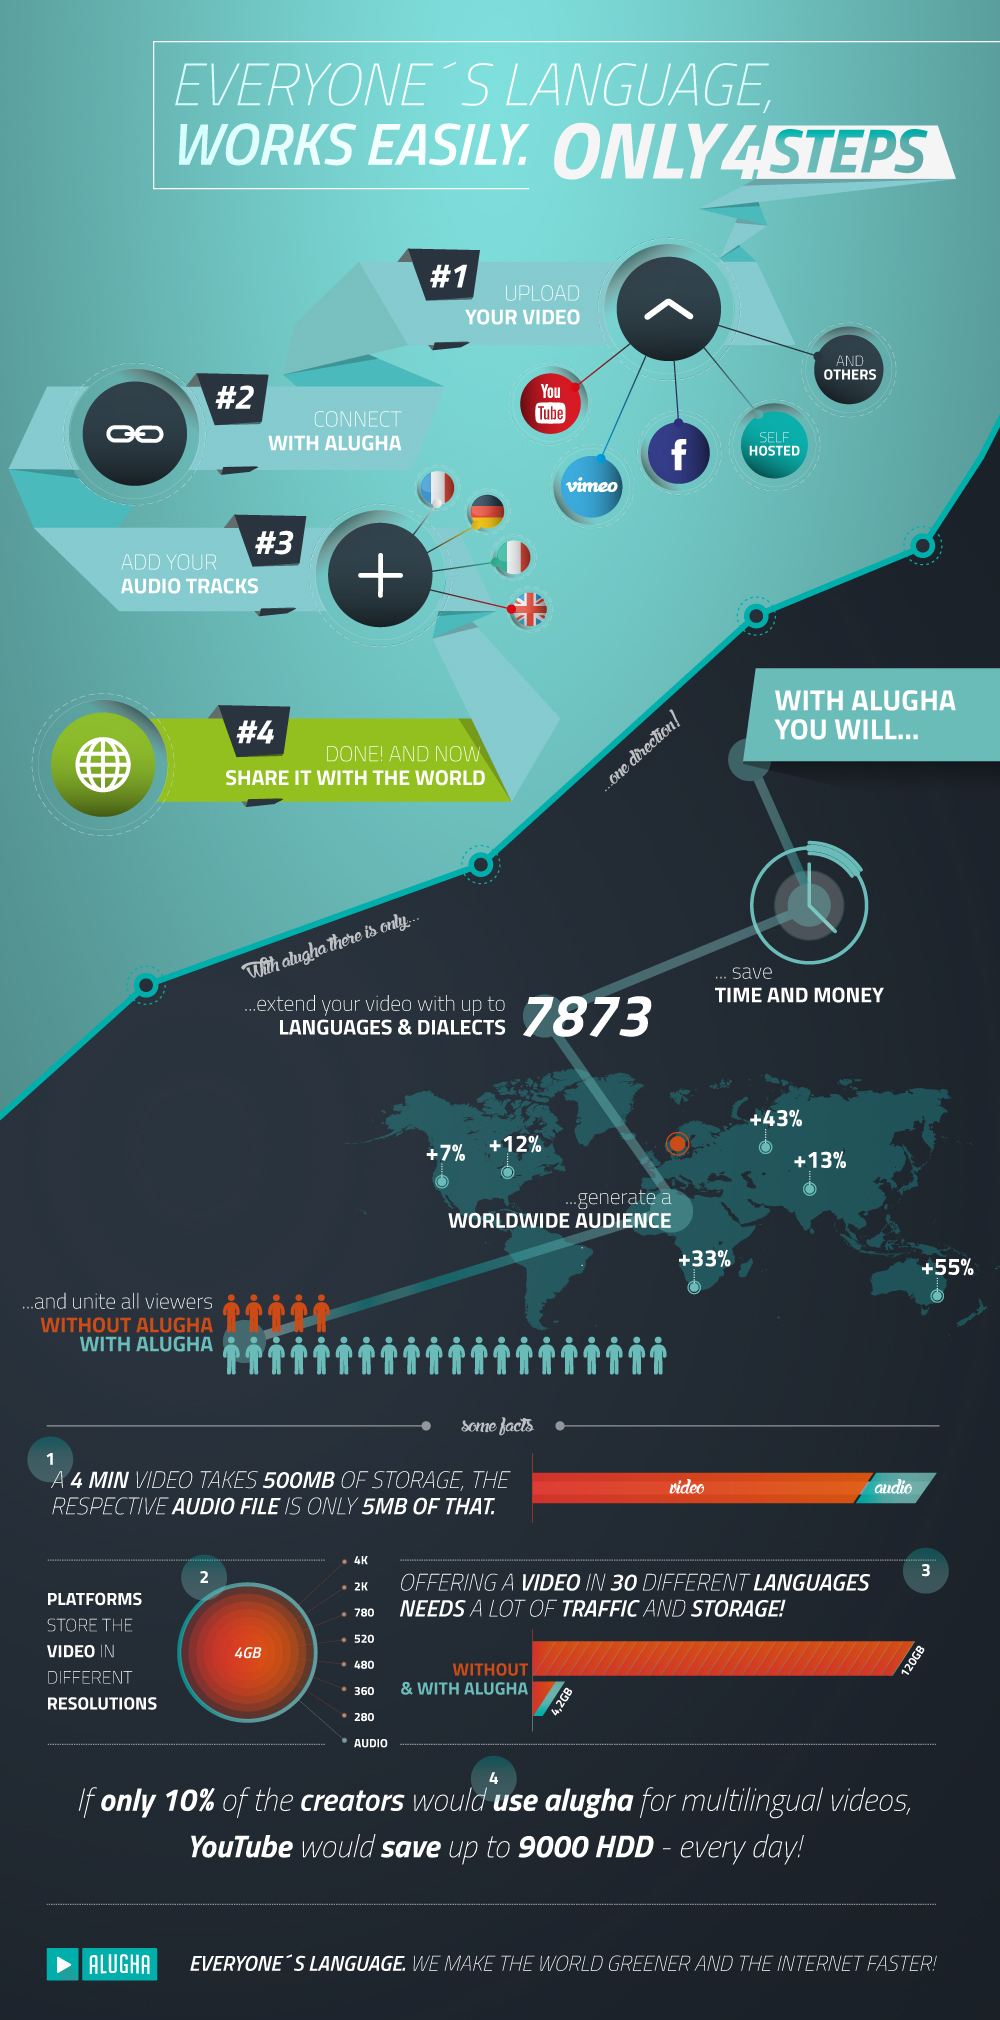 EVERYONE´S LANGUAGE,
WORKS EASILY. ONLY4STEPS
#1
UPLOAD
YOUR VIDEO
AND
OTHERS
You
Tube
SELF
HOSTED
f
vimeo
#2
CONNECT
WITH ALUGHA
#3
ADD YOUR
AUDIO TRACKS
#4
DONE! AND NOW
SHARE IT WITH THE WORLD
WITH ALUGHA
YOU WILL...
...one direction!
With alugha there is only...
... save
TIME AND MONEY
...extend your video with up to
LANGUAGES & DIALECTS
7873
+43%
+12%
+7%
+13%
...generate a
WORLDWIDE AUDIENCE
+33%
+55%
...and unite all viewers
WITHOUT ALUGHA
WITH ALUGHA
some facts
1
A 4 MIN VIDEO TAKES 500MB OF STORAGE, THE
RESPECTIVE AUDIO FILE IS ONLY 5MB OF THAT.
video
audio
2
PLATFORMS
STORE THE
VIDEO IN
DIFFERENT
RESOLUTIONS
4GB
4K
2K
780
520
480
360
280
AUDIO
3
OFFERING A VIDEO IN 30 DIFFERENT LANGUAGES
NEEDS A LOT OF TRAFFIC AND STORAGE!
WITHOUT
& WITH ALUGHA
120GB
4,2GB
4
If only 10% of the creators would use alugha for multilingual videos,
YouTube would save up to 9000 HDD - every day!
ALUGHA
EVERYONE´S LANGUAGE. WE MAKE THE WORLD GREENER AND THE INTERNET FASTER!